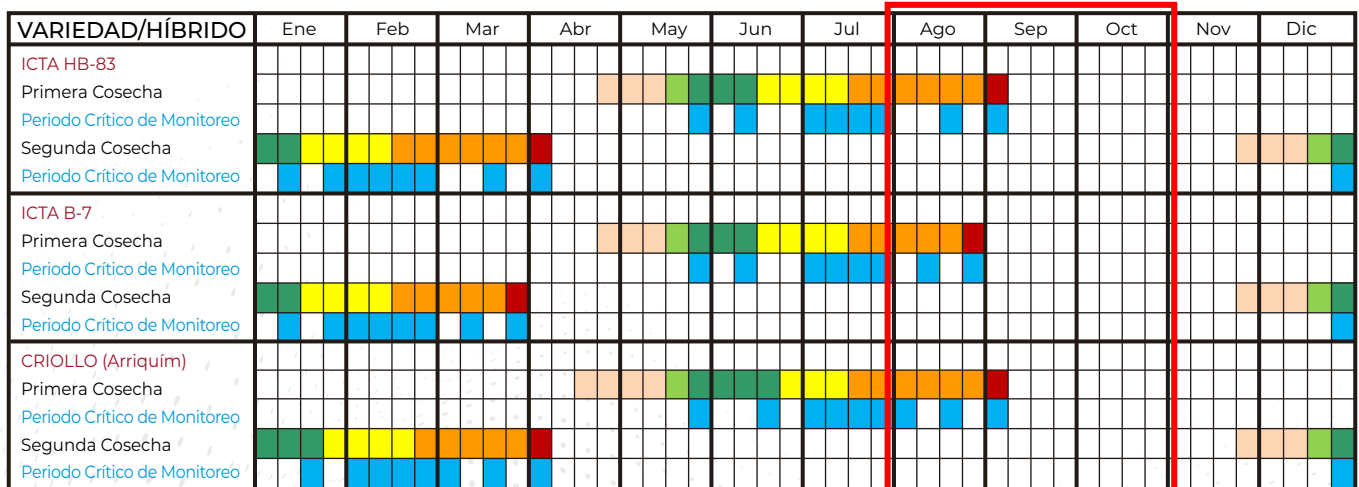 VARIEDAD/HÍBRIDO Ene Feb Mar Abr May Jun Jul Ago Sep Oct Nov Dic
ICTA HB-83
Primera Cosecha
Periodo Crítico de Monitoreo
Segunda Cosecha
Periodo Crítico de Monitoreo
ICTA B-7
Primera Cosecha
Periodo Crítico de Monitoreo
Segunda Cosecha
Periodo Crítico de Monitoreo
CRIOLLO (Arriquím)
Primera Cosecha
Periodo Crítico de Monitoreo
Segunda Cosecha
Periodo Crítico de Monitoreo